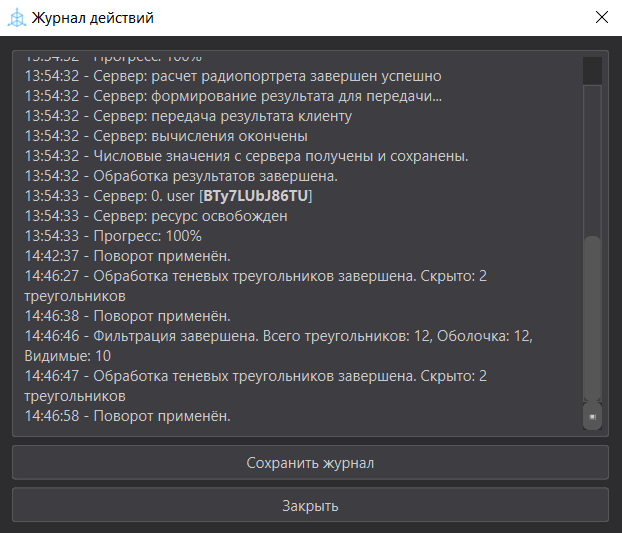 Журнал действий
13:54:32 - Прогресс: 100%
13:54:32 - Сервер: расчет радиопортрета завершен успешно
13:54:32 - Сервер: формирование результата для передачи...
13:54:32 - Сервер: передача результата клиенту
13:54:32 - Сервер: вычисления окончены
13:54:32 - Числовые значения с сервера получены и сохранены.
13:54:32 - Обработка результатов завершена.
13:54:33 - Сервер: 0. user [BTy7LUbJ86TU]
13:54:33 - Сервер: ресурс освобожден
13:54:33 - Прогресс: 100%
14:42:37 - Поворот применён.
14:46:27 - Обработка теневых треугольников завершена. Скрыто: 2
треугольников
14:46:38 - Поворот применён.
14:46:46 - Фильтрация завершена. Всего треугольников: 12, Оболочка: 12,
Видимые: 10
14:46:47 - Обработка теневых треугольников завершена. Скрыто: 2
треугольников
14:46:58 - Поворот применён.
Сохранить журнал
Закрыть